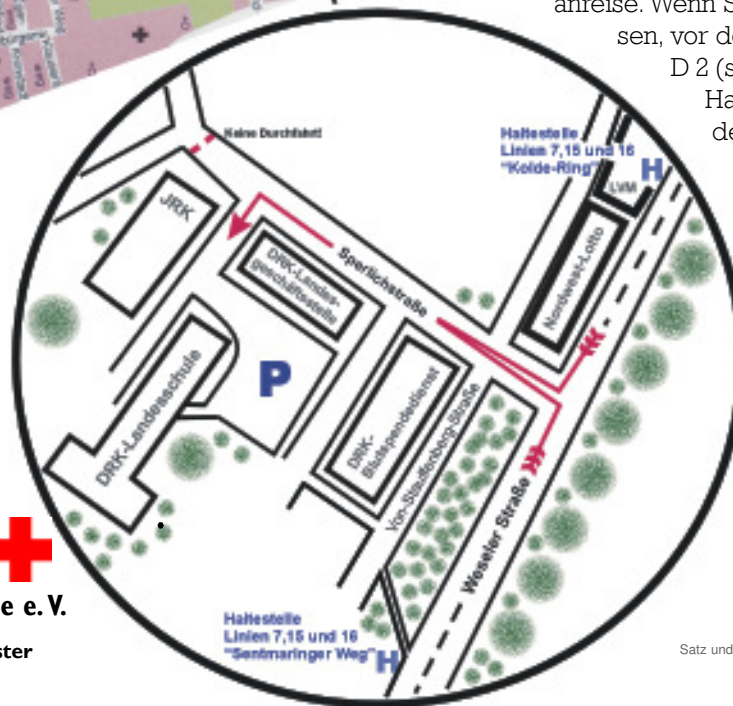 anreise. Wenn S
sen, vor de
D 2 (s
Ha
de
Keine Durchfahrt!
Haltestelle
Linien 7,15 und 16
"Kolde-Ring"
H
LVM
JRK
DRK-Landes-
geschäftsstelle
Sperlichstraße
Nordwest-Lotto
P
DRK-Landesschule
DRK-
Blutspendedienst
Von-Stauffenberg-Straße
Weseler Straße
Haltestelle
Linien 7,15 und 16
"Sentmaringer Weg"
H
e e.V.
ster
Satz und